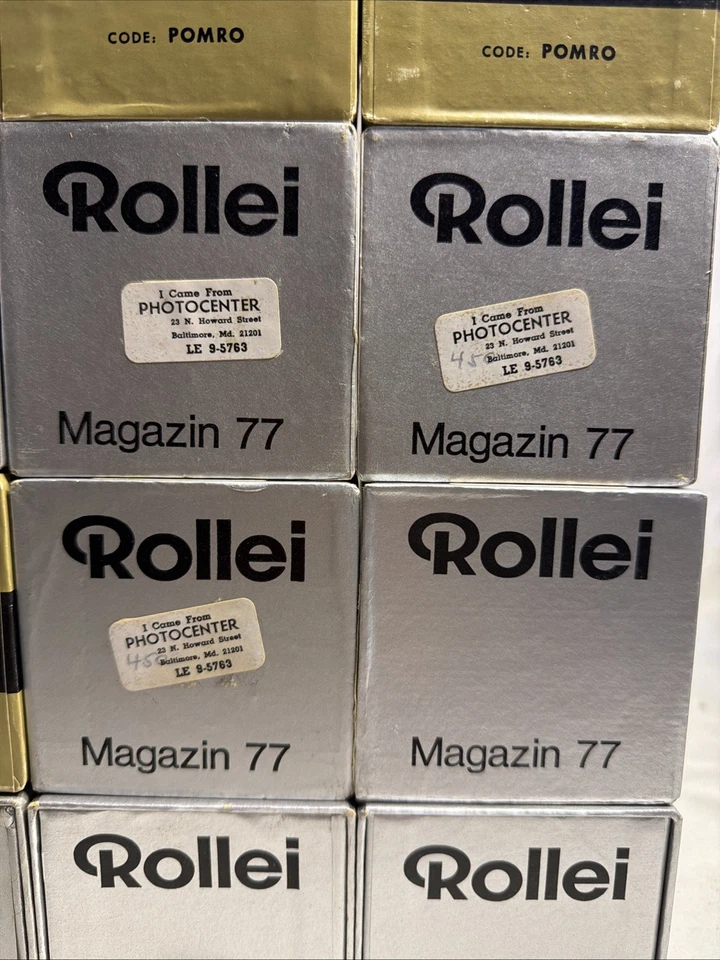 CODE: POMRO
CODE: POMRO
Rollei
I Came From
PHOTOCENTER
23 N. Howard Street
Baltimore, Md. 21201
LE 9-5763
Magazin 77
Rollei
I Came From
PHOTOCENTER
23 N. Howard Street
450 Baltimore, Md. 21201
LE 9-5763
Magazin 77
Rollei
I Came From
PHOTOCENTER
23 N. Howard Street
450 Baltimore, Md. 21201
LE 9-5763
Magazin 77
Rollei
Magazin 77
Rollei
Rollei